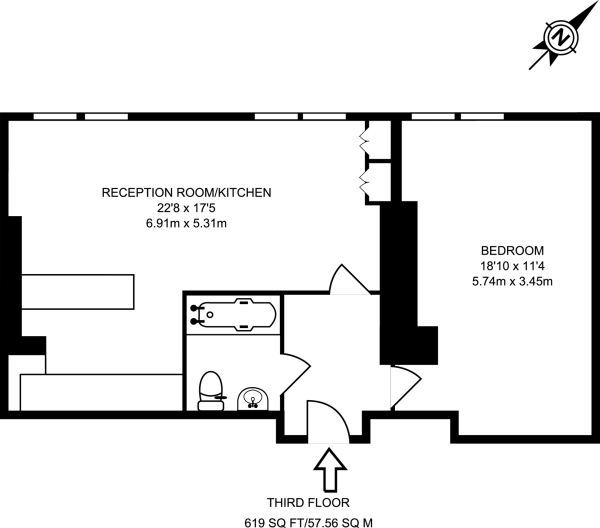 N
RECEPTION ROOM/KITCHEN
22'8 x 17'5
6.91m x 5.31m
BEDROOM
18'10 x 11'4
5.74m x 3.45m
THIRD FLOOR
619 SQ FT/57.56 SQ M